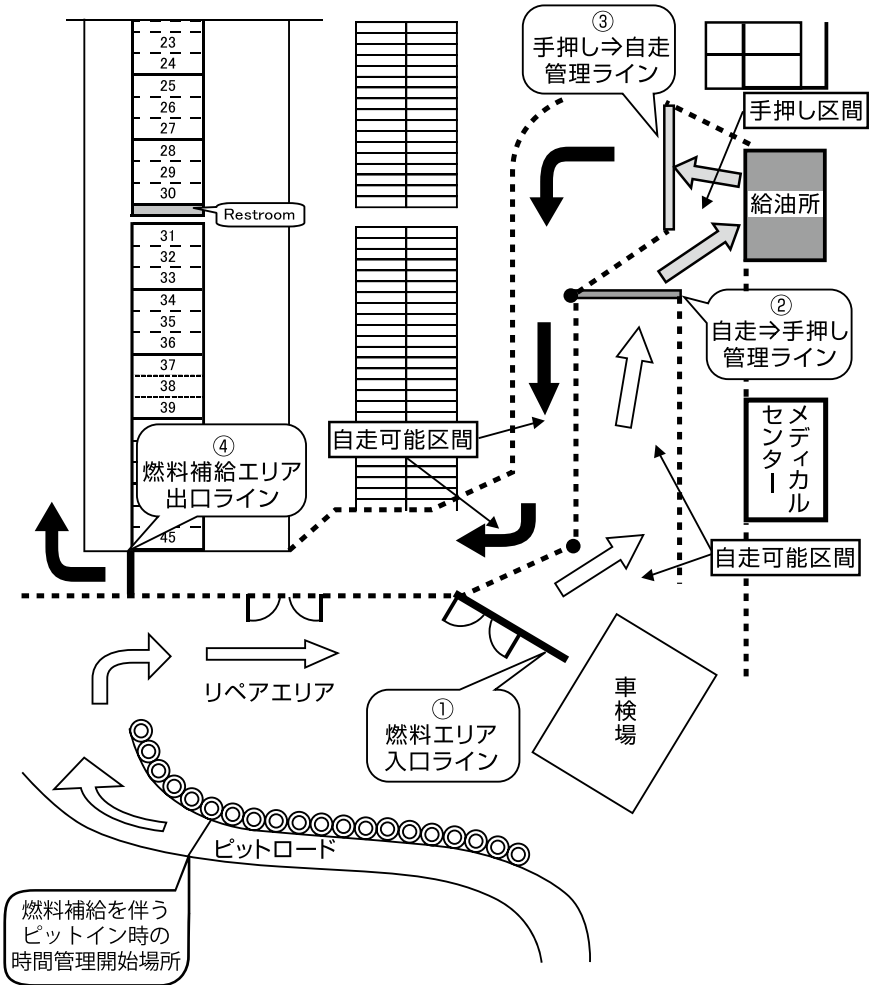 ③
手押し⇒自走
管理ライン
手押し区間
給油所
23
24
25
26
27
28
29
30
Restroom
31
32
33
34
35
36
37
38
39
②
自走⇒手押し
管理ライン
自走可能区間
④
燃料補給エリア
出口ライン
45
メディカル
センター
自走可能区間
リペアエリア
①
燃料エリア
入口ライン
車検場
ピットロード
燃料補給を伴う
ピットイン時の
時間管理開始場所